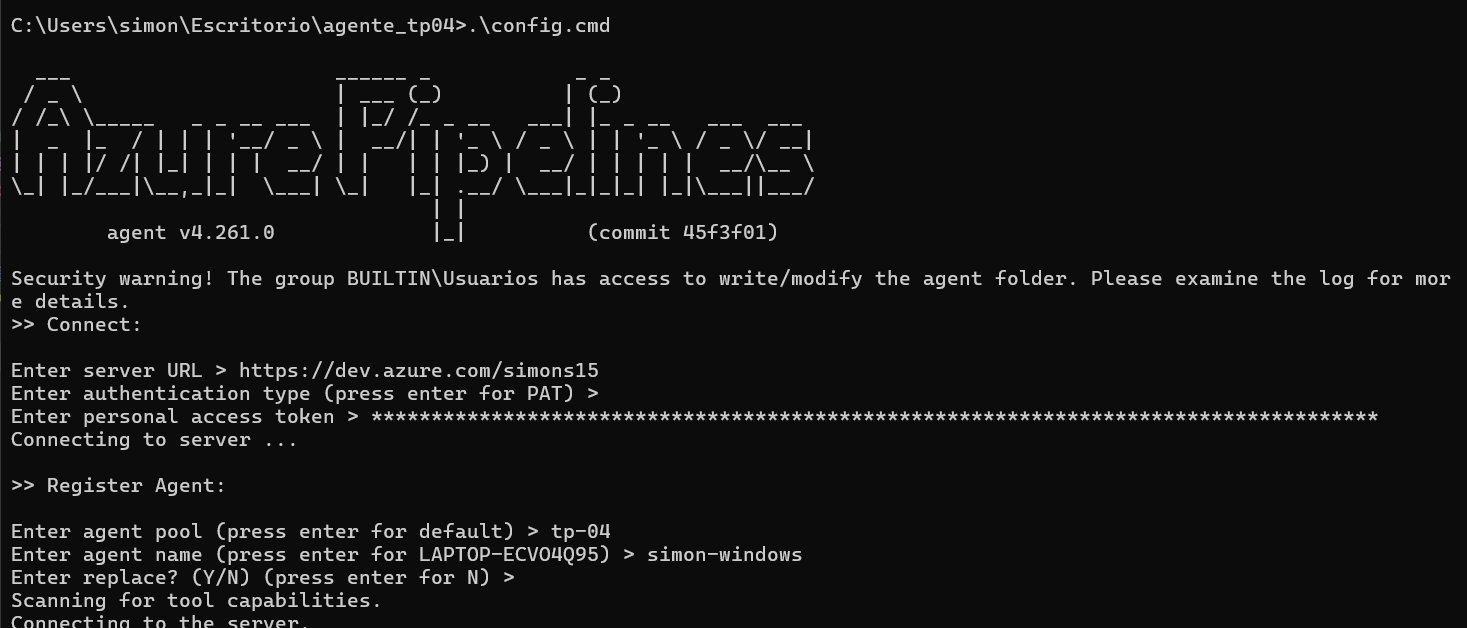 C:\Users\simon\Escritorio\agente_tp04>.\config.cmd
Azure Pipelines
agent v4.261.0 (commit 45f3f01)
Security warning! The group BUILTIN\Usuarios has access to write/modify the agent folder. Please examine the log for mor
e details.
>> Connect:
Enter server URL > https://dev.azure.com/simons15
Enter authentication type (press enter for PAT) >
Enter personal access token > ************************************************************************************
Connecting to server ...
>> Register Agent:
Enter agent pool (press enter for default) > tp-04
Enter agent name (press enter for LAPTOP-ECVO4Q95) > simon-windows
Enter replace? (Y/N) (press enter for N) >
Scanning for tool capabilities.
Connecting to the server.